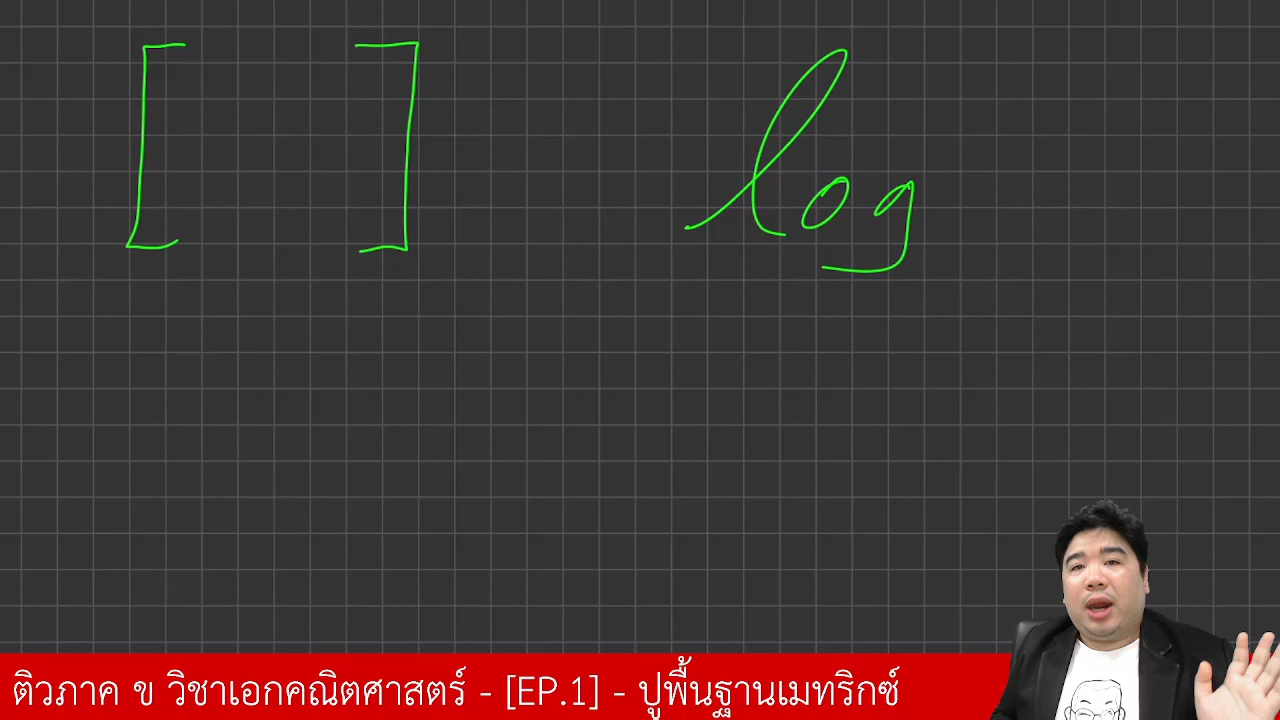 [ ] log
ติวภาค ข วิชาเอกคณิตศาสตร์ - [EP.1] - ปูพื้นฐานเมทริกซ์